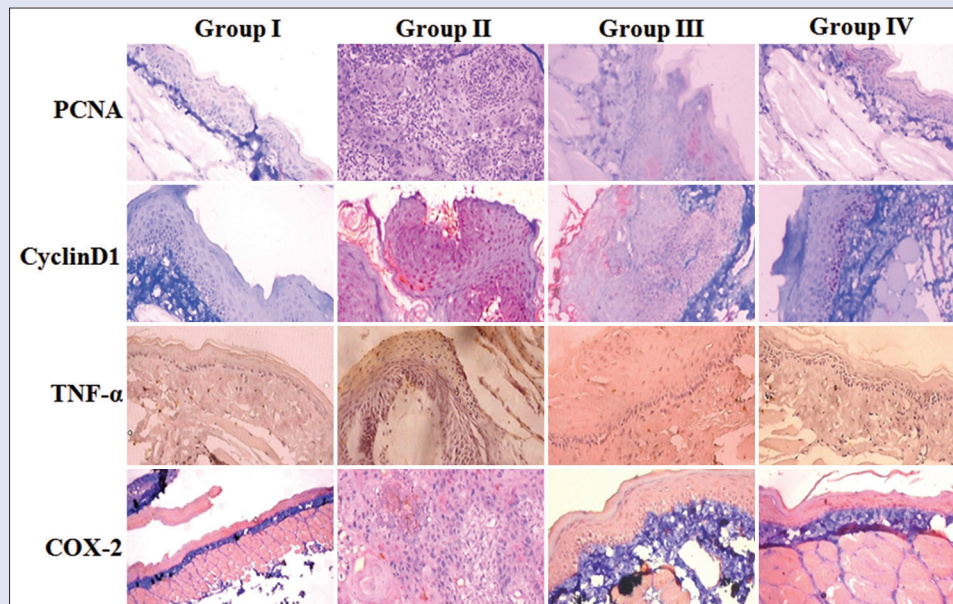 Group I Group II Group III Group IV
PCNA
CyclinD1
TNF-α
COX-2